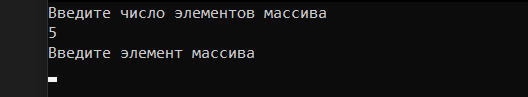 Введите число элементов массива
5
Введите элемент массива